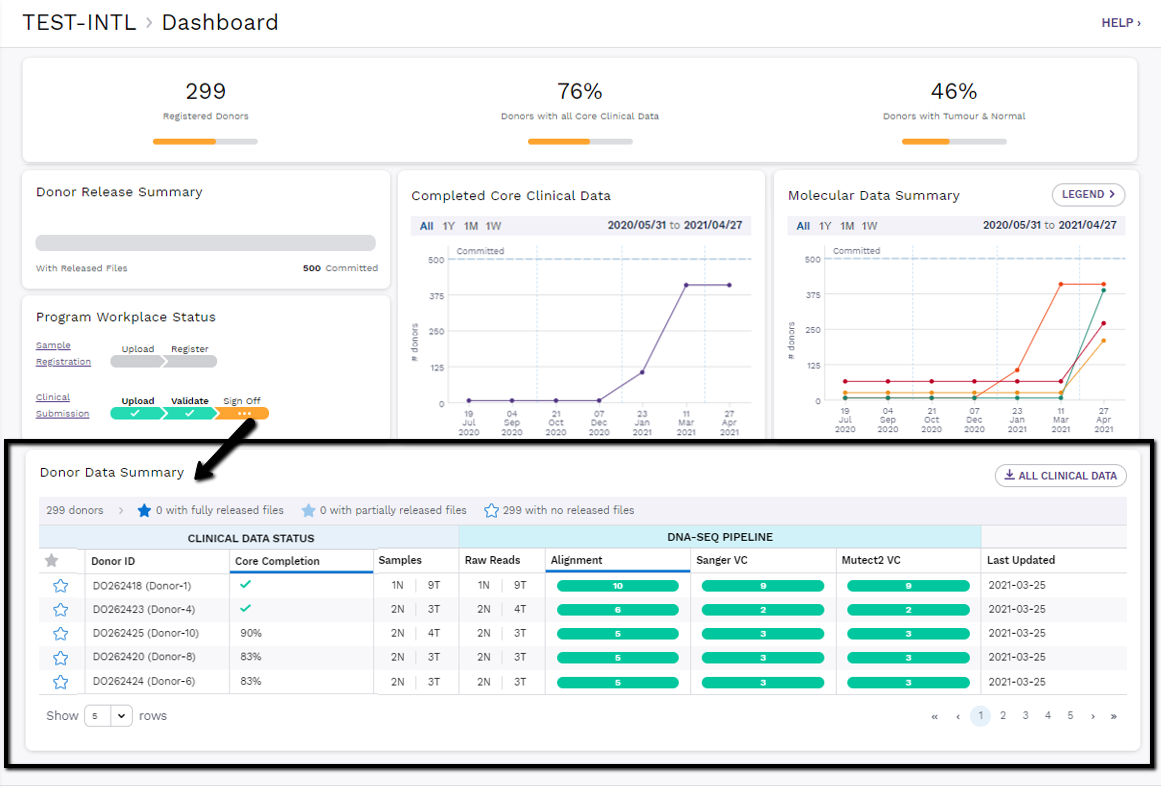 TEST-INTL › Dashboard
HELP ›
299
Registered Donors
76%
Donors with all Core Clinical Data
46%
Donors with Tumour & Normal
Donor Release Summary
With Released Files
500 Committed
Program Workplace Status
Sample Registration
Upload Register
Clinical Submission
Upload Validate Sign Off
Completed Core Clinical Data
All 1Y 1M 1W
2020/05/31 to 2021/04/27
Committed
# donors
500
375
250
125
0
19 Jul 2020
04 Sep 2020
21 Oct 2020
07 Dec 2020
23 Jan 2021
11 Mar 2021
27 Apr 2021
Molecular Data Summary
LEGEND ›
All 1Y 1M 1W
2020/05/31 to 2021/04/27
Committed
# donors
500
375
250
125
0
19 Jul 2020
04 Sep 2020
21 Oct 2020
07 Dec 2020
23 Jan 2021
11 Mar 2021
27 Apr 2021
Donor Data Summary
ALL CLINICAL DATA
299 donors › 0 with fully released files 0 with partially released files 299 with no released files
CLINICAL DATA STATUS DNA-SEQ PIPELINE
Donor ID Core Completion Samples Raw Reads Alignment Sanger VC Mutect2 VC Last Updated
DO262418 (Donor-1) 1N 9T 1N 9T 10 9 9 2021-03-25
DO262423 (Donor-4) 2N 3T 2N 4T 6 2 2 2021-03-25
DO262425 (Donor-10) 90% 2N 4T 2N 3T 5 3 3 2021-03-25
DO262420 (Donor-8) 83% 2N 3T 2N 3T 5 3 3 2021-03-25
DO262424 (Donor-6) 83% 2N 3T 2N 3T 5 3 3 2021-03-25
Show 5 rows
« ‹ 1 2 3 4 5 › »